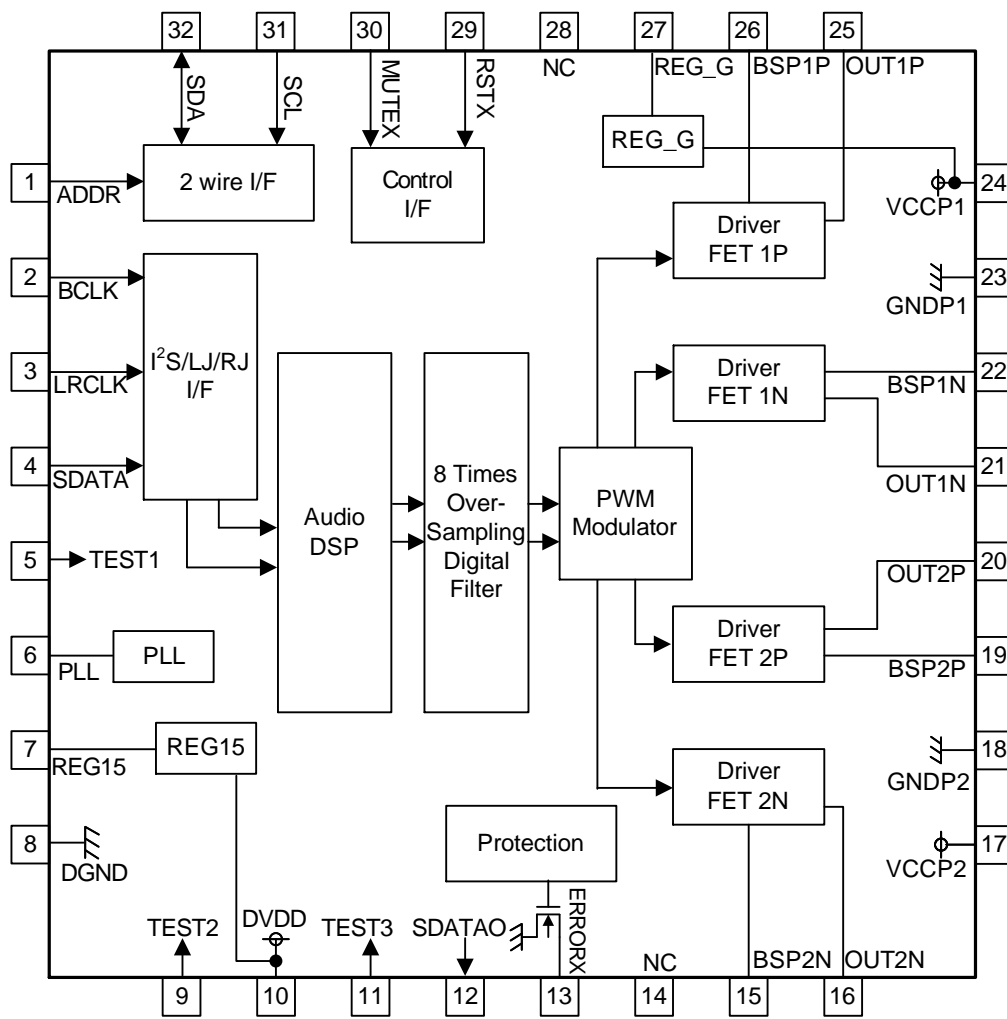 32
31
30
29
28
27
26
25
SDA
SCL
MUTEX
RSTX
NC
REG_G
BSP1P
OUT1P
REG_G
1
ADDR
2 wire I/F
Control
I/F
24
VCCP1
Driver
FET 1P
2
BCLK
23
GNDP1
I²S/LJ/RJ
I/F
3
LRCLK
Driver
FET 1N
22
BSP1N
4
SDATA
21
OUT1N
Audio
DSP
8 Times
Over-
Sampling
Digital
Filter
PWM
Modulator
5
TEST1
20
OUT2P
6
PLL
PLL
Driver
FET 2P
19
BSP2P
7
REG15
REG15
18
GNDP2
Driver
FET 2N
8
DGND
Protection
17
VCCP2
TEST2
DVDD
TEST3
SDATAO
ERRORX
NC
BSP2N
OUT2N
9
10
11
12
13
14
15
16